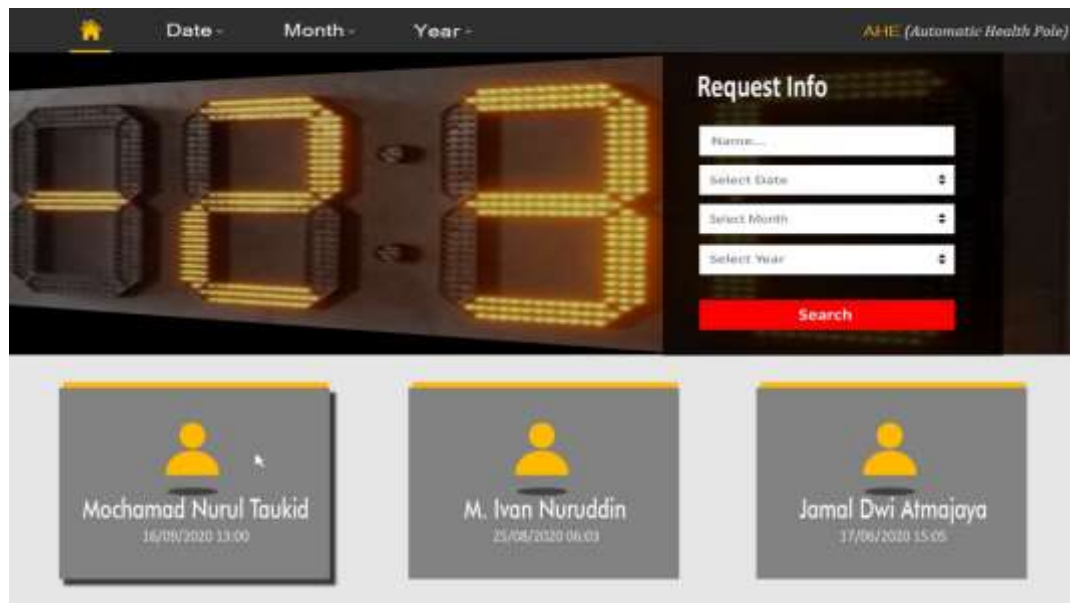 Date
Month
Year
AHE (Automatic Health Pole)
Request Info
Name...
Select Date
Select Month
Select Year
Search
Mochamad Nurul Taukid
16/09/2020 13:00
M. Ivan Nuruddin
25/08/2020 06:03
Jamal Dwi Atmajaya
17/06/2020 15:05